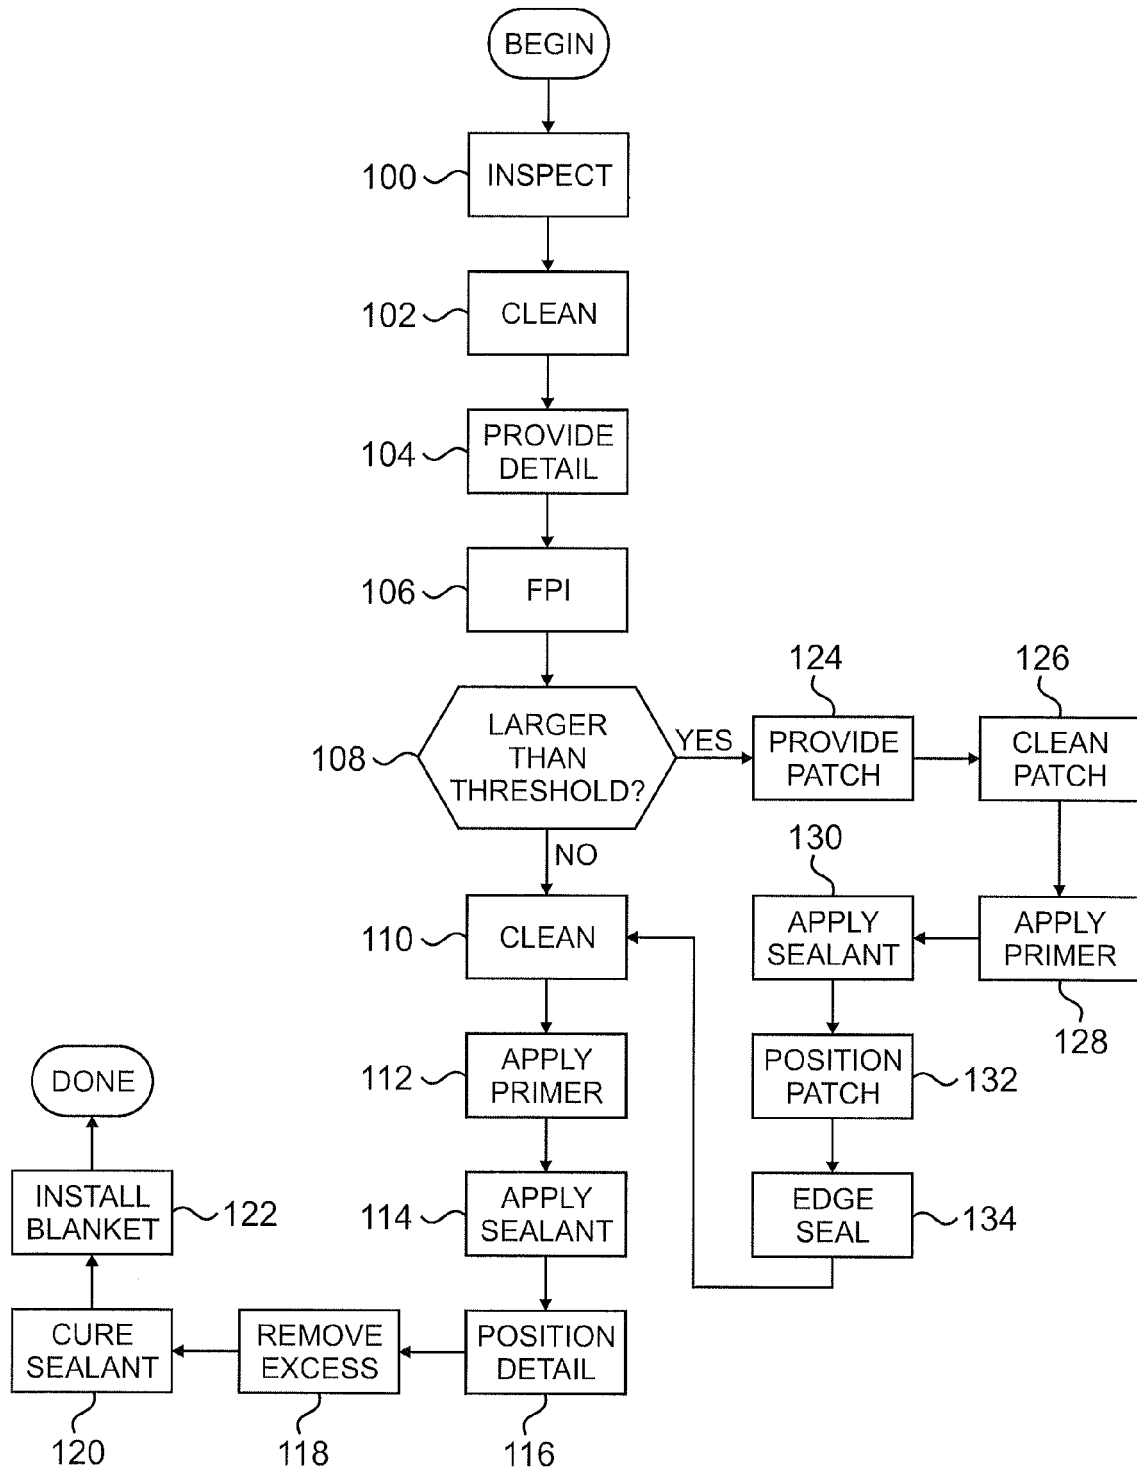 BEGIN
100
INSPECT
102
CLEAN
104
PROVIDE
DETAIL
106
FPI
108
LARGER
THAN
THRESHOLD?
YES
NO
124
PROVIDE
PATCH
126
CLEAN
PATCH
130
APPLY
SEALANT
APPLY
PRIMER
128
110
CLEAN
POSITION
PATCH
132
112
APPLY
PRIMER
EDGE
SEAL
134
114
APPLY
SEALANT
POSITION
DETAIL
116
REMOVE
EXCESS
118
CURE
SEALANT
120
INSTALL
BLANKET
122
DONE